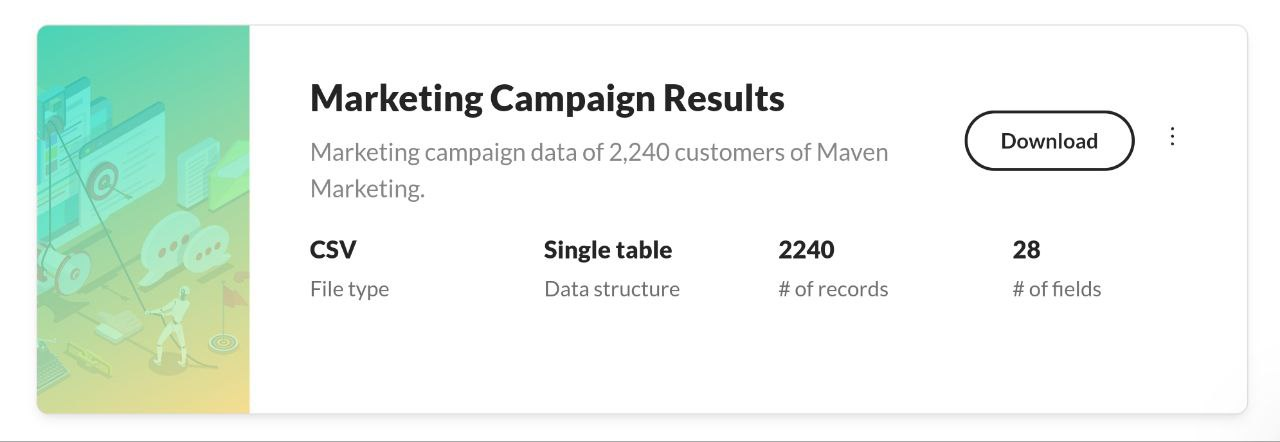 Marketing Campaign Results
Marketing campaign data of 2,240 customers of Maven
Marketing.
Download
CSV
Single table
2240
28
File type
Data structure
# of records
# of fields